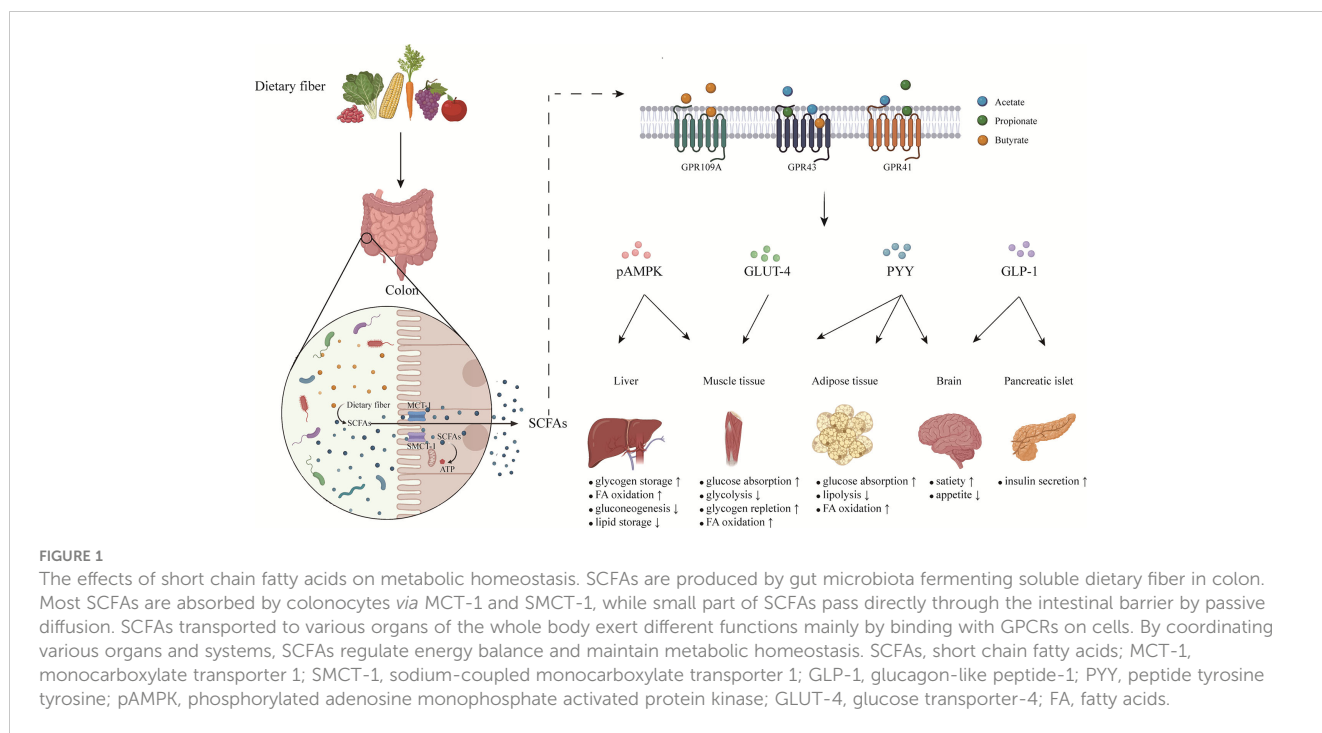 Dietary fiber
Acetate
Propionate
Butyrate
GPR109A
GPR43
GPR41
Colon
pAMPK
GLUT-4
PYY
GLP-1
Dietary fiber
SCFAs
MCT-1
SMCT-1
SCFAs
ATP
SCFAs
Liver
Muscle tissue
Adipose tissue
Brain
Pancreatic islet
• glycogen storage ↑
• FA oxidation ↑
• gluconeogenesis ↓
• lipid storage ↓
• glucose absorption ↑
• glycolysis ↓
• glycogen repletion ↑
• FA oxidation ↑
• glucose absorption ↑
• lipolysis ↓
• FA oxidation ↑
• satiety ↑
• appetite ↓
• insulin secretion ↑
FIGURE 1
The effects of short chain fatty acids on metabolic homeostasis. SCFAs are produced by gut microbiota fermenting soluble dietary fiber in colon.
Most SCFAs are absorbed by colonocytes via MCT-1 and SMCT-1, while small part of SCFAs pass directly through the intestinal barrier by passive
diffusion. SCFAs transported to various organs of the whole body exert different functions mainly by binding with GPCRs on cells. By coordinating
various organs and systems, SCFAs regulate energy balance and maintain metabolic homeostasis. SCFAs, short chain fatty acids; MCT-1,
monocarboxylate transporter 1; SMCT-1, sodium-coupled monocarboxylate transporter 1; GLP-1, glucagon-like peptide-1; PYY, peptide tyrosine
tyrosine; pAMPK, phosphorylated adenosine monophosphate activated protein kinase; GLUT-4, glucose transporter-4; FA, fatty acids.